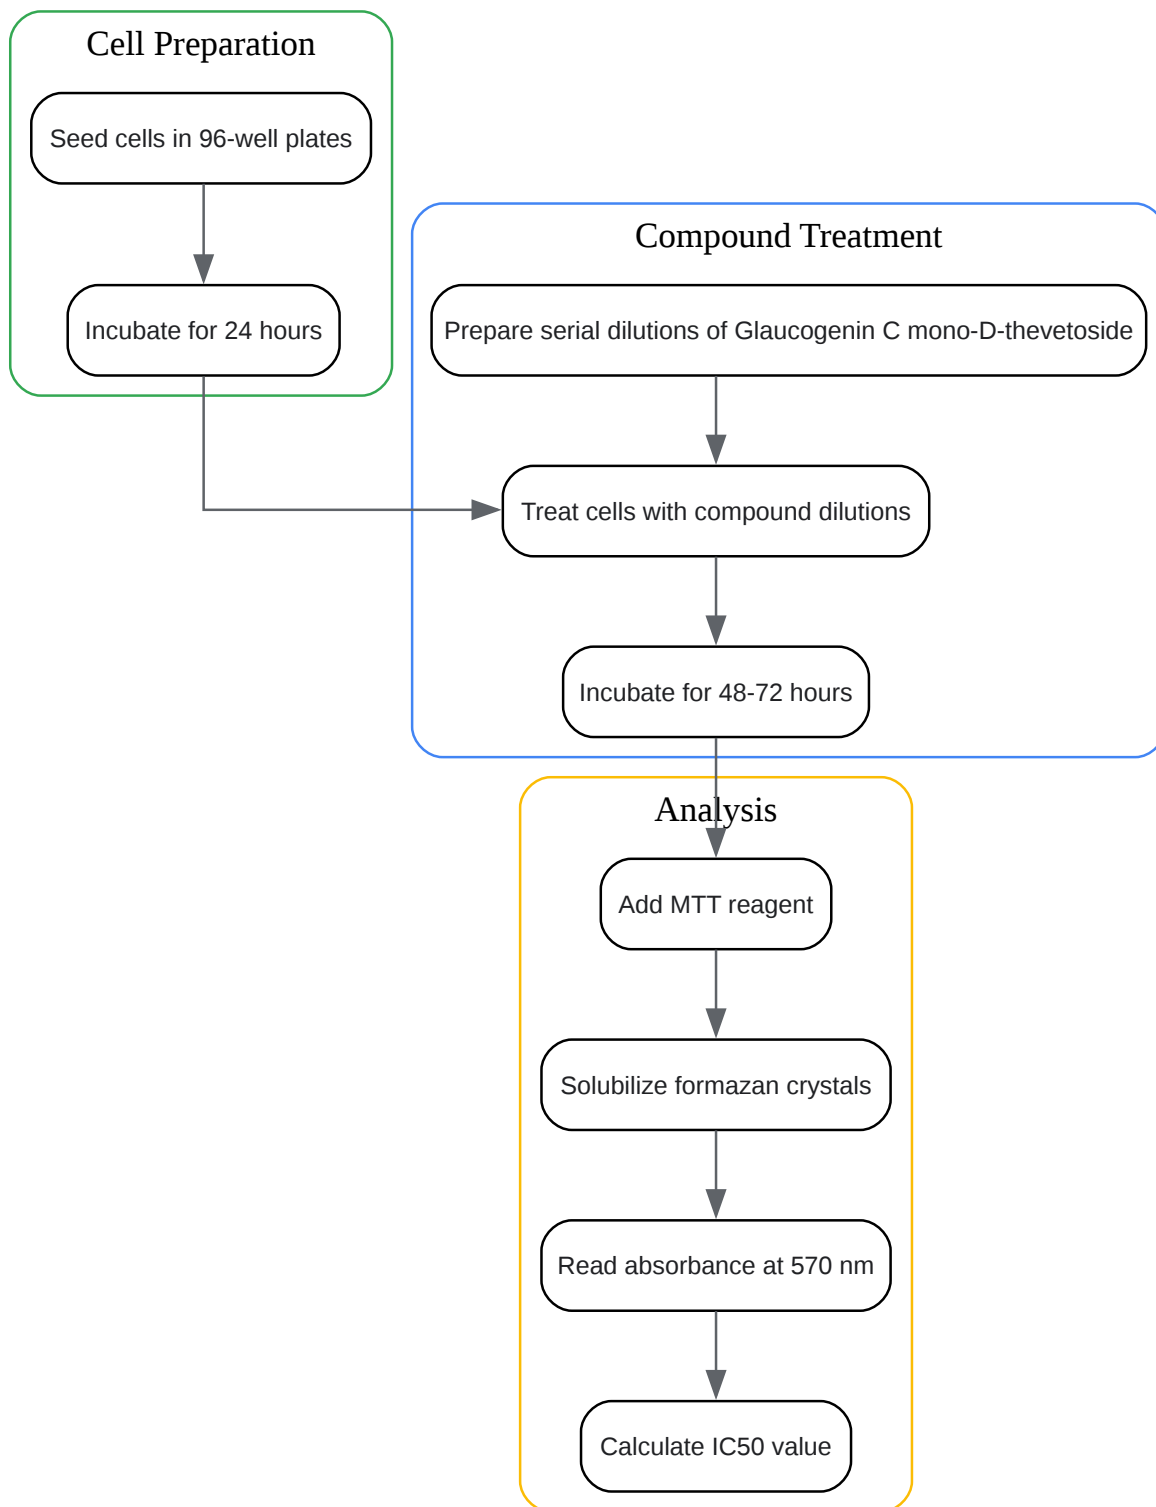 Cell Preparation
Seed cells in 96-well plates
Incubate for 24 hours
Compound Treatment
Prepare serial dilutions of Glaucogenin C mono-D-thevetoside
Treat cells with compound dilutions
Incubate for 48-72 hours
Analysis
Add MTT reagent
Solubilize formazan crystals
Read absorbance at 570 nm
Calculate IC50 value